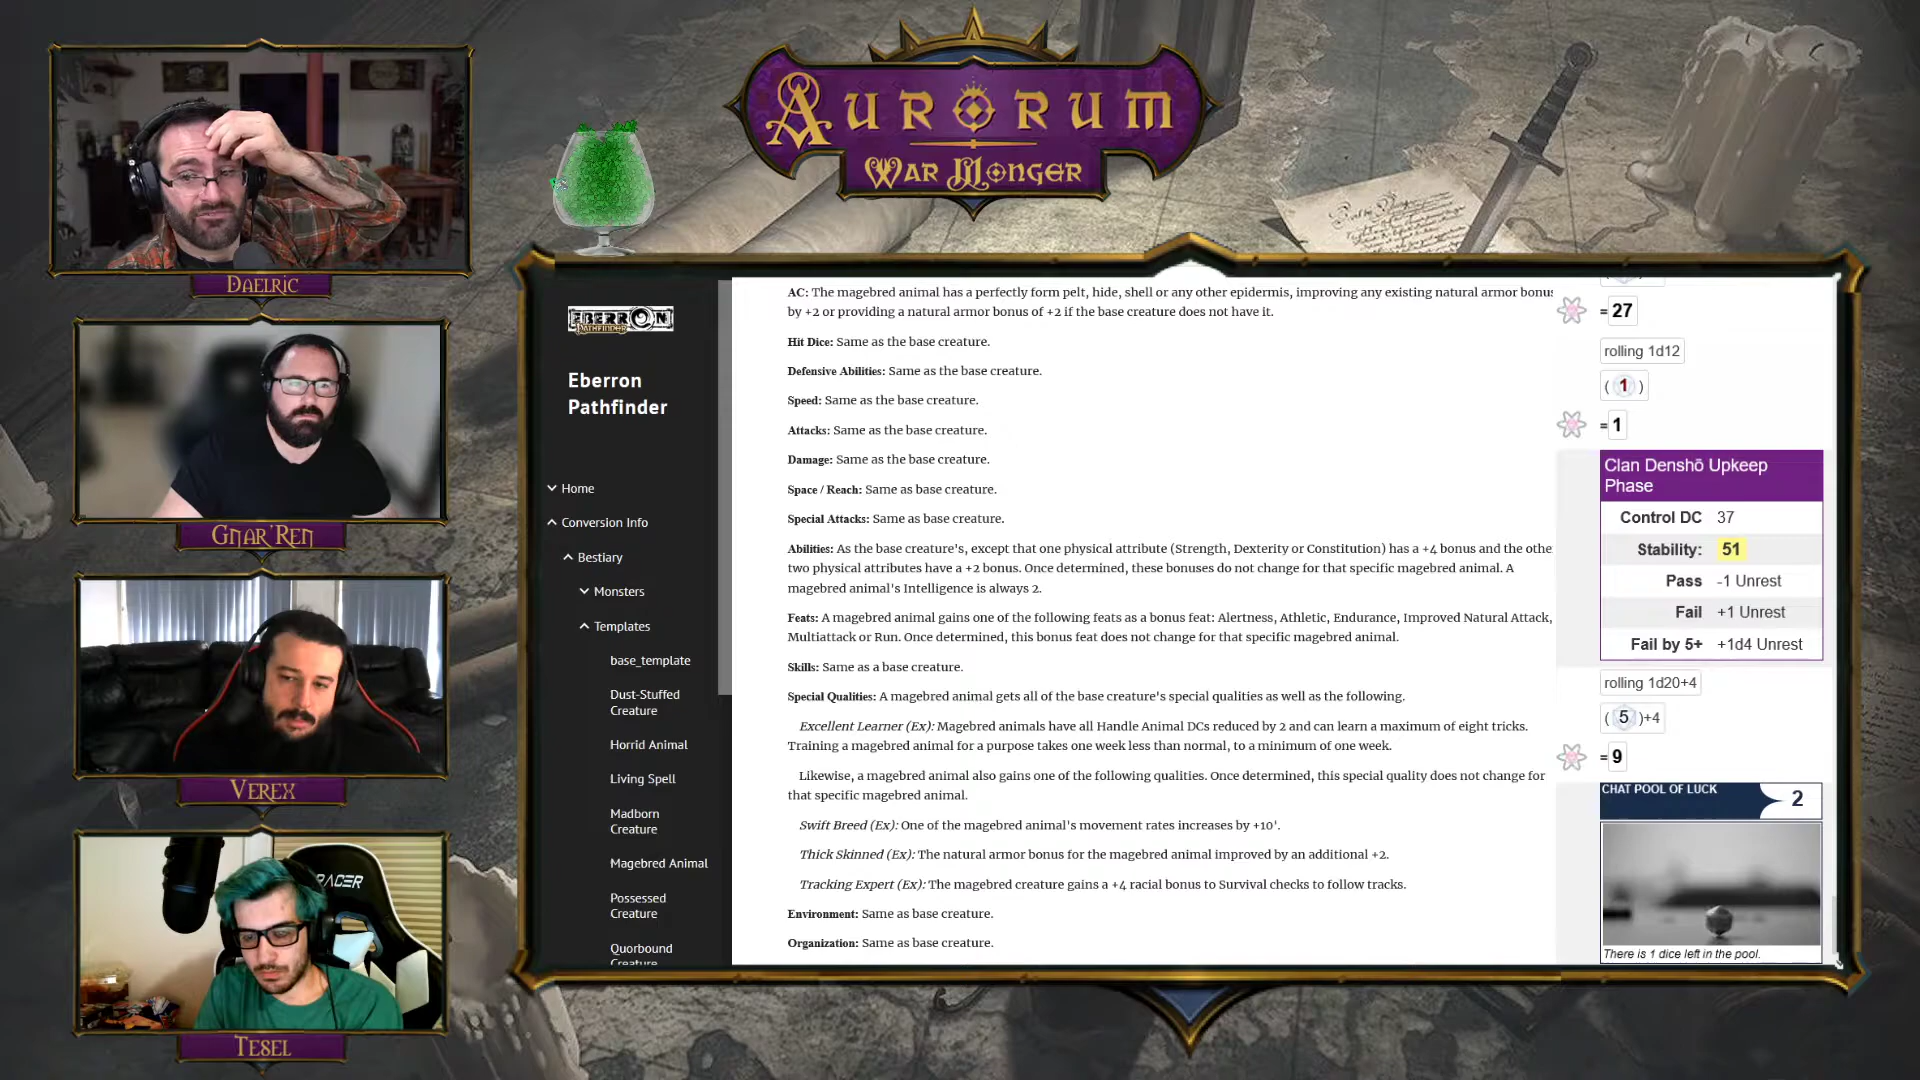 AURORUM
WAR MONGER
DAELRIC
GNAR'REN
VEREX
TESEL
ACER
EBERRON
PATHFINDER
Eberron
Pathfinder
Home
Conversion Info
Bestiary
Monsters
Templates
base_template
Dust-Stuffed
Creature
Horrid Animal
Living Spell
Madborn
Creature
Magebred Animal
Possessed
Creature
Quorbound
Creature
AC: The magebred animal has a perfectly form pelt, hide, shell or any other epidermis, improving any existing natural armor bonus
by +2 or providing a natural armor bonus of +2 if the base creature does not have it.
Hit Dice: Same as the base creature.
Defensive Abilities: Same as the base creature.
Speed: Same as the base creature.
Attacks: Same as the base creature.
Damage: Same as the base creature.
Space / Reach: Same as base creature.
Special Attacks: Same as base creature.
Abilities: As the base creature's, except that one physical attribute (Strength, Dexterity or Constitution) has a +4 bonus and the othe
two physical attributes have a +2 bonus. Once determined, these bonuses do not change for that specific magebred animal. A
magebred animal's Intelligence is always 2.
Feats: A magebred animal gains one of the following feats as a bonus feat: Alertness, Athletic, Endurance, Improved Natural Attack,
Multiattack or Run. Once determined, this bonus feat does not change for that specific magebred animal.
Skills: Same as a base creature.
Special Qualities: A magebred animal gets all of the base creature's special qualities as well as the following.
Excellent Learner (Ex): Magebred animals have all Handle Animal DCs reduced by 2 and can learn a maximum of eight tricks.
Training a magebred animal for a purpose takes one week less than normal, to a minimum of one week.
Likewise, a magebred animal also gains one of the following qualities. Once determined, this special quality does not change for
that specific magebred animal.
Swift Breed (Ex): One of the magebred animal's movement rates increases by +10'.
Thick Skinned (Ex): The natural armor bonus for the magebred animal improved by an additional +2.
Tracking Expert (Ex): The magebred creature gains a +4 racial bonus to Survival checks to follow tracks.
Environment: Same as base creature.
Organization: Same as base creature.
= 27
rolling 1d12
( 1 )
= 1
Clan Denshō Upkeep
Phase
Control DC 37
Stability: 51
Pass -1 Unrest
Fail +1 Unrest
Fail by 5+ +1d4 Unrest
rolling 1d20+4
( 5 )+4
= 9
CHAT POOL OF LUCK 2
There is 1 dice left in the pool.